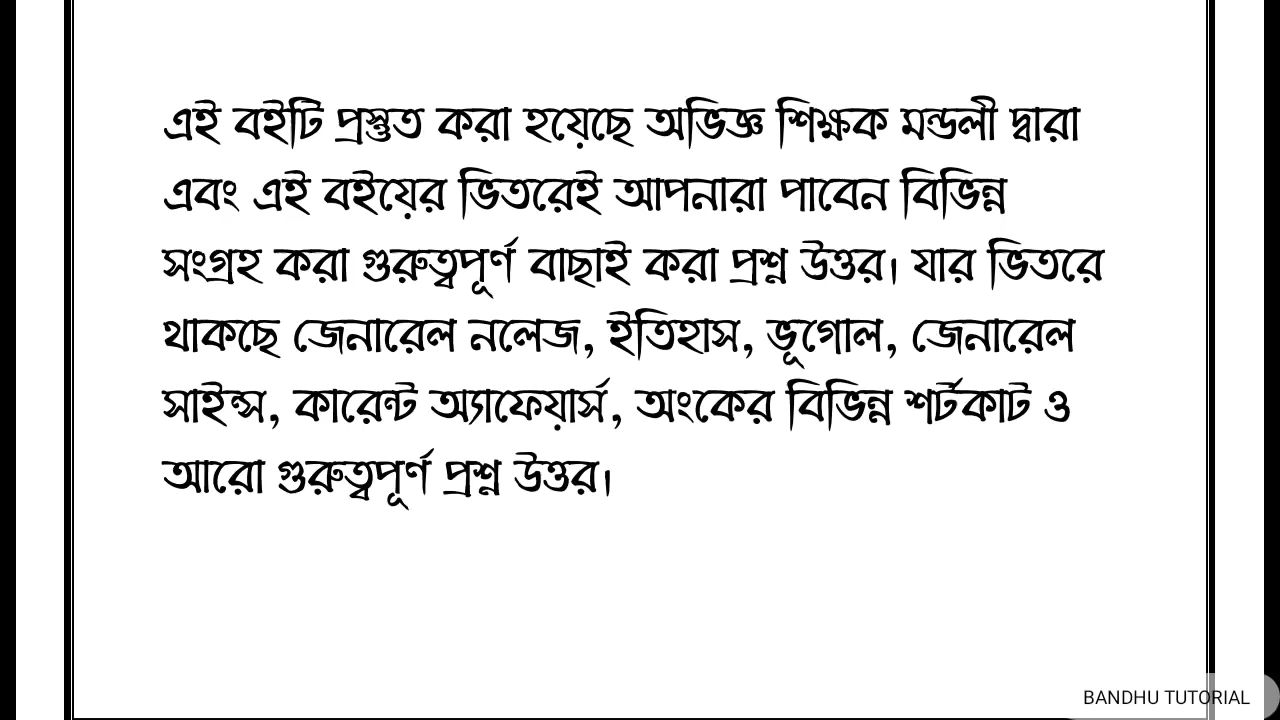 এই বইটি প্রস্তুত করা হয়েছে অভিজ্ঞ শিক্ষক মন্ডলী দ্বারা
এবং এই বইয়ের ভিতরেই আপনারা পাবেন বিভিন্ন
সংগ্রহ করা গুরুত্বপূর্ণ বাছাই করা প্রশ্ন উত্তর। যার ভিতরে
থাকছে জেনারেল নলেজ, ইতিহাস, ভূগোল, জেনারেল
সাইন্স, কারেন্ট অ্যাফেয়ার্স, অংকের বিভিন্ন শর্টকাট ও
আরো গুরুত্বপূর্ণ প্রশ্ন উত্তর।
BANDHU TUTORIAL